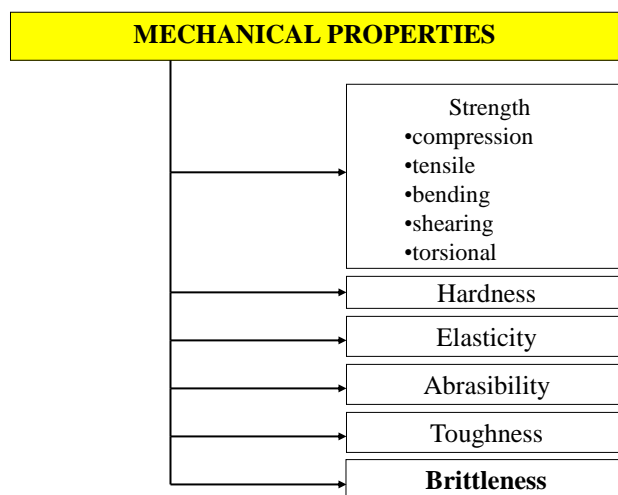 MECHANICAL PROPERTIES
Strength
•compression
•tensile
•bending
•shearing
•torsional
Hardness
Elasticity
Abrasibility
Toughness
Brittleness